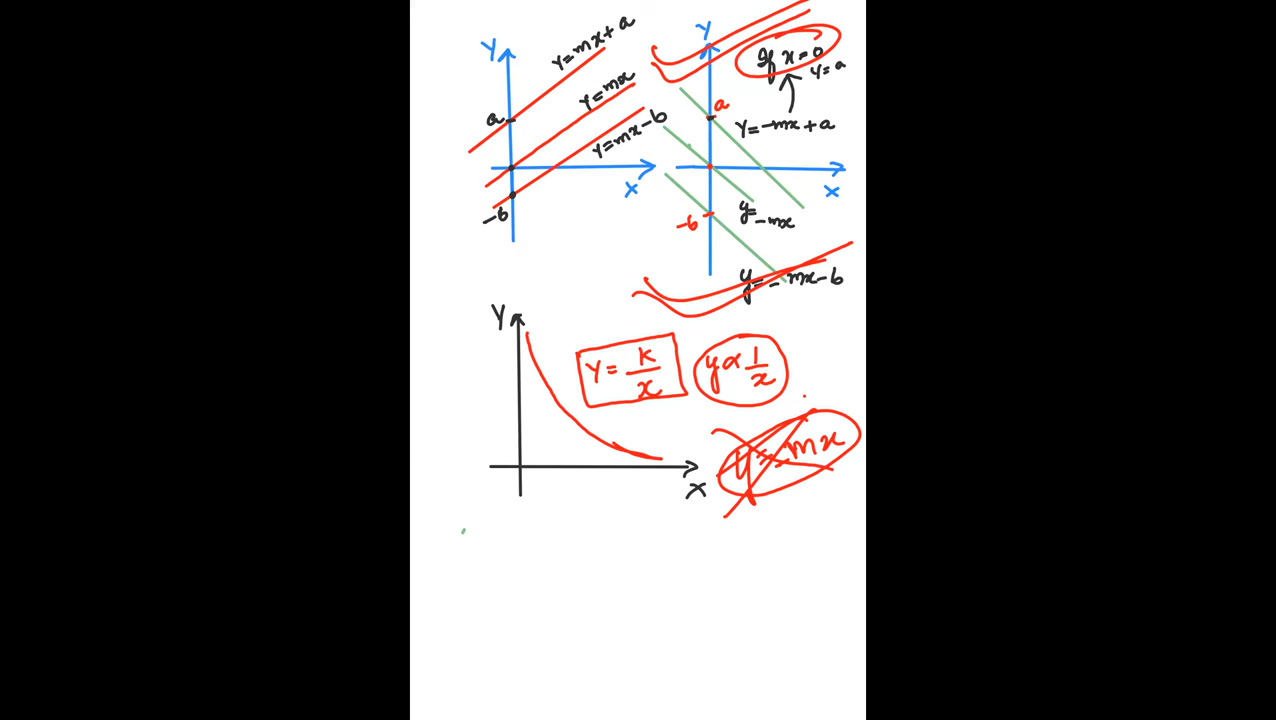 Y
y=mx+a
a
y=mx
y=mx-b
x
-b
Y
If x=0
y=a
a
y=-mx+a
x
y=-mx
-b
y=-mx-b
Y
Y=k/x
y∝1/x
y=-mx
x